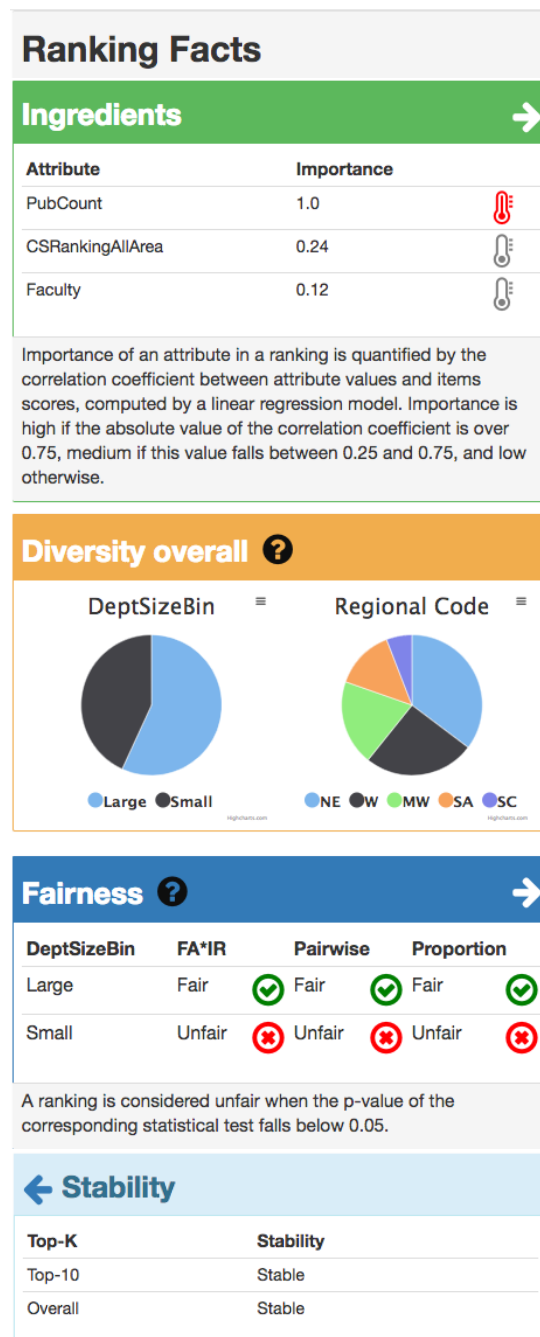 Ranking Facts
Ingredients
Attribute Importance
PubCount 1.0
CSRankingAllArea 0.24
Faculty 0.12
Importance of an attribute in a ranking is quantified by the
correlation coefficient between attribute values and items
scores, computed by a linear regression model. Importance is
high if the absolute value of the correlation coefficient is over
0.75, medium if this value falls between 0.25 and 0.75, and low
otherwise.
Diversity overall ?
DeptSizeBin Regional Code
Large Small NE W MW SA SC
Highcharts.com Highcharts.com
Fairness ?
DeptSizeBin FA*IR Pairwise Proportion
Large Fair Fair Fair
Small Unfair Unfair Unfair
A ranking is considered unfair when the p-value of the
corresponding statistical test falls below 0.05.
Stability
Top-K Stability
Top-10 Stable
Overall Stable